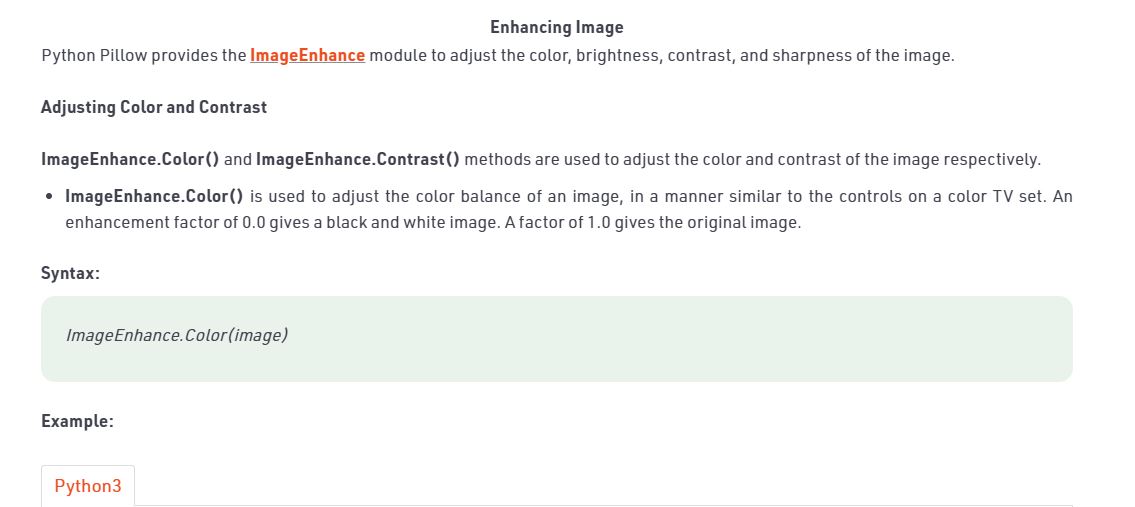 Enhancing Image
Python Pillow provides the ImageEnhance module to adjust the color, brightness, contrast, and sharpness of the image.
Adjusting Color and Contrast
ImageEnhance.Color() and ImageEnhance.Contrast() methods are used to adjust the color and contrast of the image respectively.
• ImageEnhance.Color() is used to adjust the color balance of an image, in a manner similar to the controls on a color TV set. An
enhancement factor of 0.0 gives a black and white image. A factor of 1.0 gives the original image.
Syntax:
ImageEnhance.Color(image)
Example:
Python3